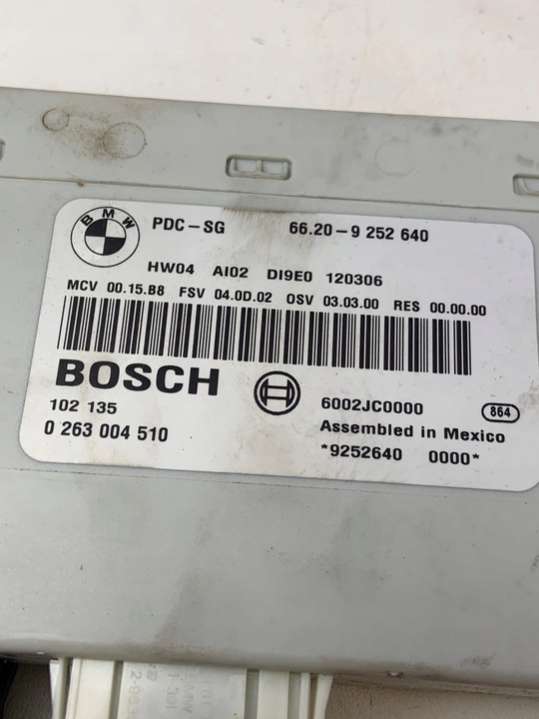 BMW
PDC-SG 66.20-9 252 640
HW04 AI02 DI9E0 120306
MCV 00.15.B8 FSV 04.0D.02 OSV 03.03.00 RES 00.00.00
BOSCH
102 135
0 263 004 510
6002JC0000 864
Assembled in Mexico
*9252640 0000*